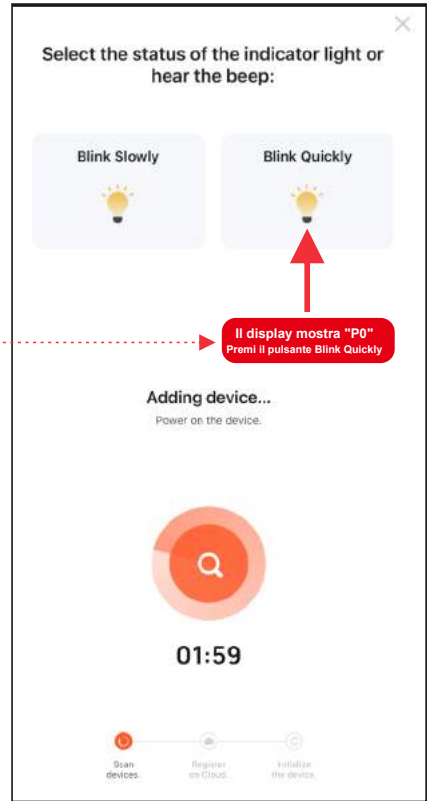 Select the status of the indicator light or
hear the beep:
Blink Slowly
Blink Quickly
Il display mostra "P0"
Premi il pulsante Blink Quickly
Adding device...
Power on the device.
01:59
Scan
devices.
Register
on Cloud.
Initialize
the device.